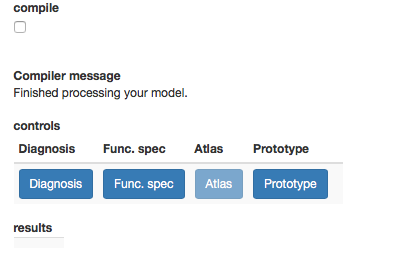 compile
Compiler message
Finished processing your model.
controls
Diagnosis Func. spec Atlas Prototype
Diagnosis Func. spec Atlas Prototype
results